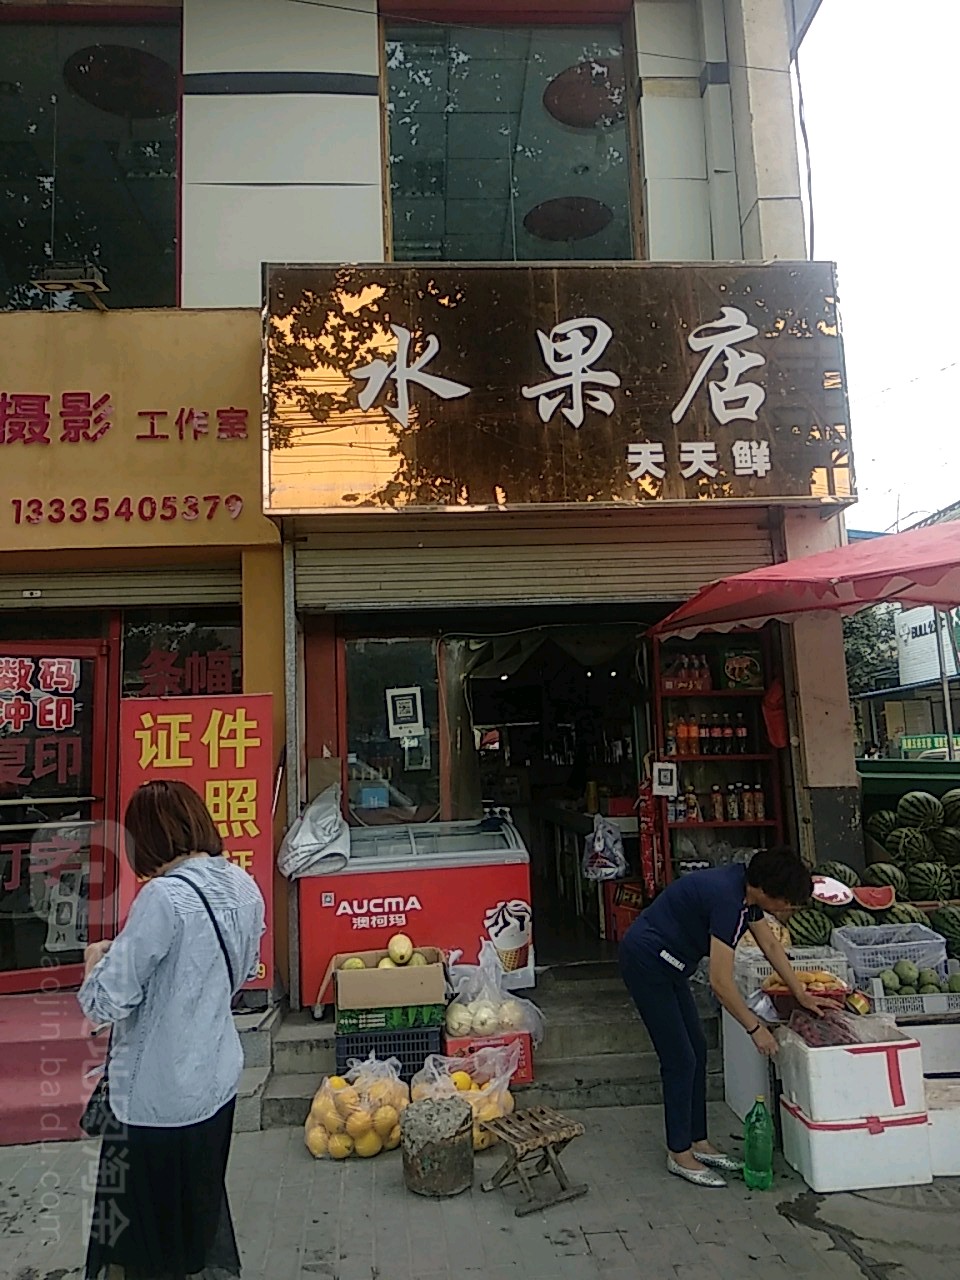 水果店
天天鲜
摄影 工作室
13335405379
数码
冲印
复印
条幅
证件
照
AUCMA
澳柯玛
BULL